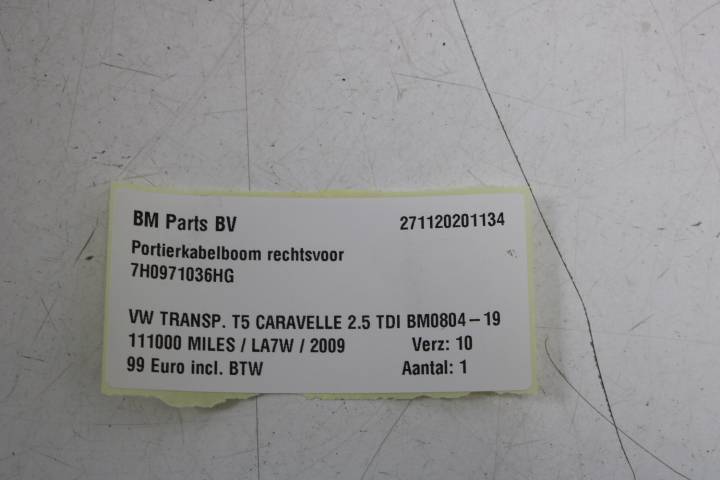 BM Parts BV 271120201134
Portierkabelboom rechtsvoor
7H0971036HG
VW TRANSP. T5 CARAVELLE 2.5 TDI BM0804-19
111000 MILES / LA7W / 2009 Verz: 10
99 Euro incl. BTW Aantal: 1